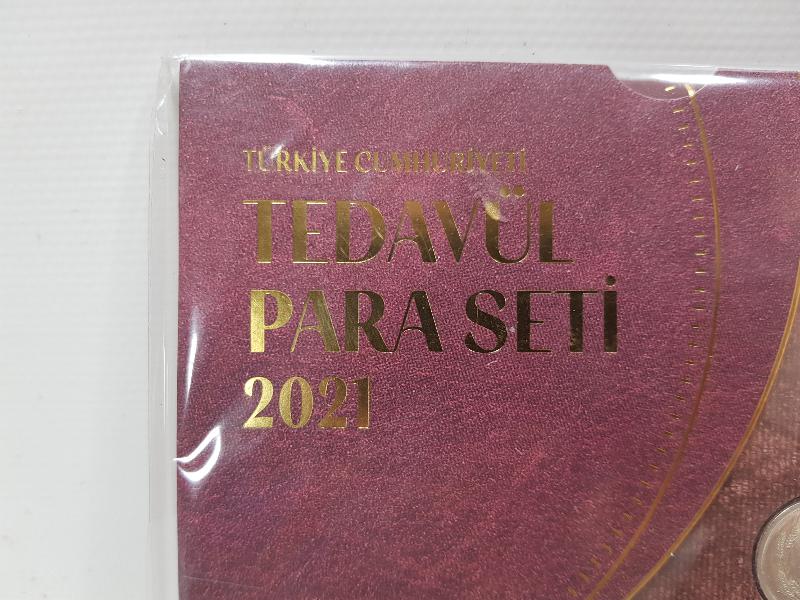 TÜRKİYE CUMHURİYETİ
TEDAVÜL
PARA SETİ
2021